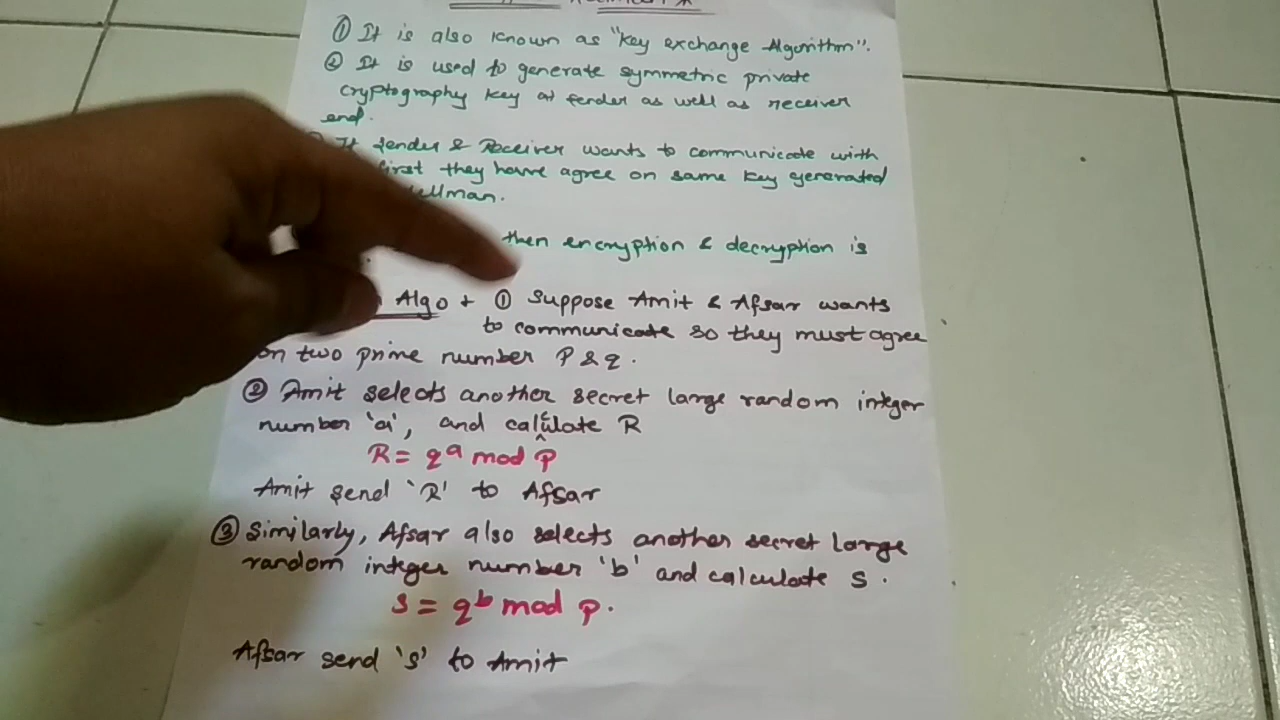 ① It is also known as "key exchange Algorithm".
② It is used to generate symmetric private
cryptography key at sender as well as receiver
end.
If sender & Receiver wants to communicate with
first they have agree on same key generated
hellman.
then encryption & decryption is
Algo + ① Suppose Amit & Afsar wants
to communicate so they must agree
on two prime number P & q.
② Amit selects another secret large random integer
number 'a', and calculate R
R = q^a mod p
Amit send 'R' to Afsar
③ Similarly, Afsar also selects another secret large
random integer number 'b' and calculate S.
S = q^b mod p.
Afsar send 's' to Amit